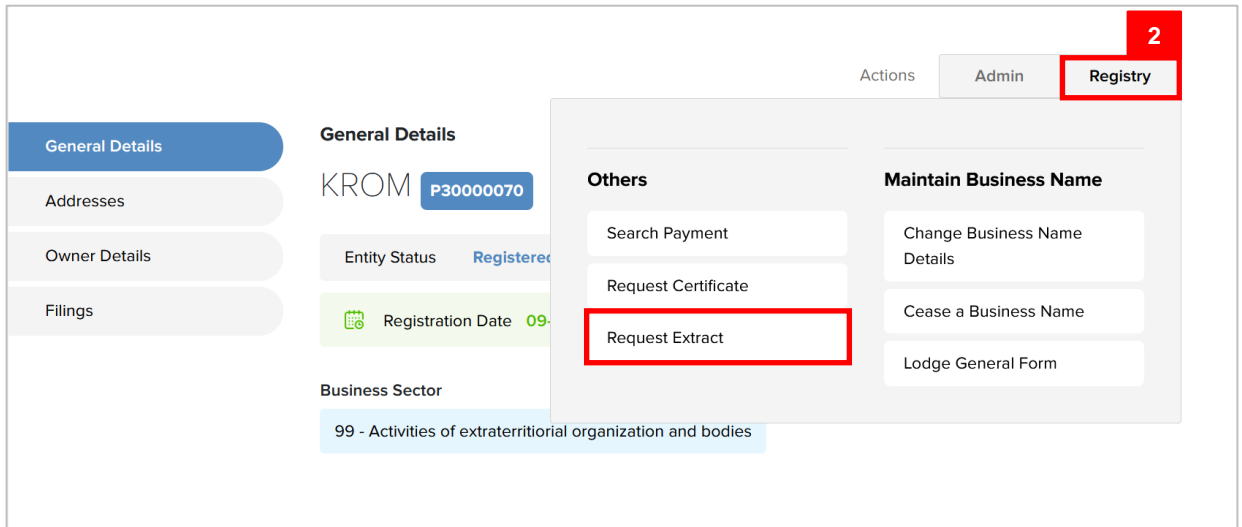 2
Actions
Admin
Registry
General Details
Addresses
Owner Details
Filings
General Details
KROM
P30000070
Entity Status
Registered
Registration Date
09-
Business Sector
99 - Activities of extraterritiorial organization and bodies
Others
Search Payment
Request Certificate
Request Extract
Maintain Business Name
Change Business Name
Details
Cease a Business Name
Lodge General Form